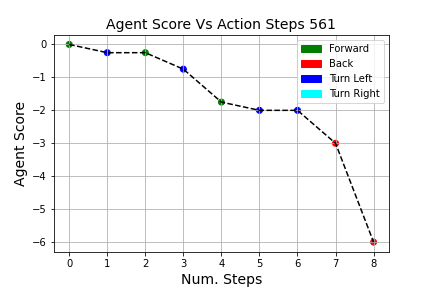 Agent Score Vs Action Steps 561
Agent Score
0
−1
−2
−3
−4
−5
−6
Forward
Back
Turn Left
Turn Right
0 1 2 3 4 5 6 7 8
Num. Steps